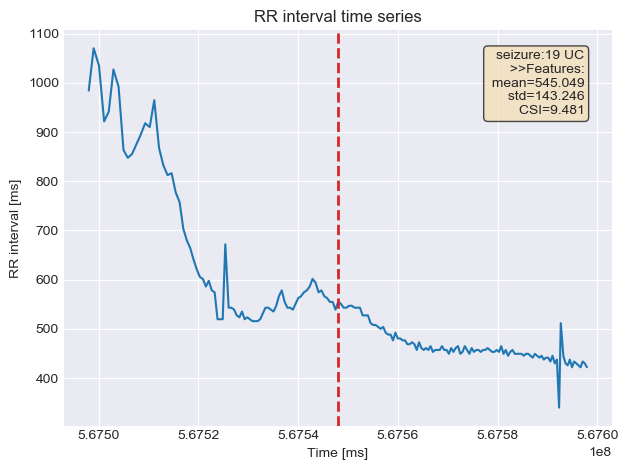 RR interval time series
seizure:19 UC
>>Features:
mean=545.049
std=143.246
CSI=9.481
RR interval [ms]
1100
1000
900
800
700
600
500
400
5.6750 5.6752 5.6754 5.6756 5.6758 5.6760
1e8
Time [ms]